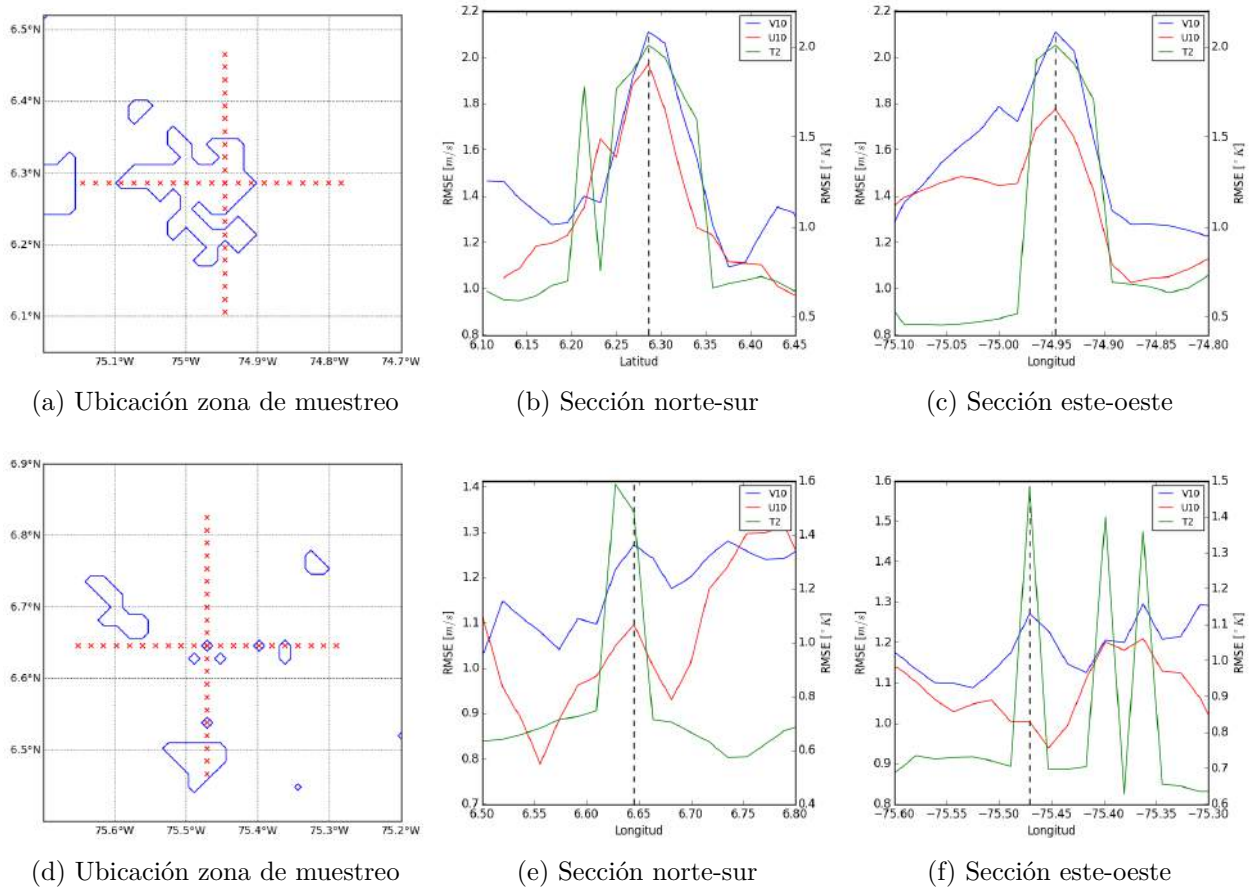 6.5°N
6.4°N
6.3°N
6.2°N
6.1°N
75.1°W 75°W 74.9°W 74.8°W 74.7°W
(a) Ubicación zona de muestreo
2.2
2.0
1.8
1.6
1.4
1.2
1.0
0.8
RMSE [m/s]
V10
U10
T2
2.0
1.5
1.0
0.5
RMSE [° K]
6.10 6.15 6.20 6.25 6.30 6.35 6.40 6.45
Latitud
(b) Sección norte-sur
2.2
2.0
1.8
1.6
1.4
1.2
1.0
0.8
RMSE [m/s]
V10
U10
T2
2.0
1.5
1.0
0.5
RMSE [° K]
−75.10 −75.05 −75.00 −74.95 −74.90 −74.85 −74.80
Longitud
(c) Sección este-oeste
6.9°N
6.8°N
6.7°N
6.6°N
6.5°N
75.6°W 75.5°W 75.4°W 75.3°W 75.2°W
(d) Ubicación zona de muestreo
1.4
1.3
1.2
1.1
1.0
0.9
0.8
0.7
RMSE [m/s]
V10
U10
T2
1.6
1.4
1.2
1.0
0.8
0.6
0.4
RMSE [° K]
6.50 6.55 6.60 6.65 6.70 6.75 6.80
Longitud
(e) Sección norte-sur
1.6
1.5
1.4
1.3
1.2
1.1
1.0
0.9
0.8
RMSE [m/s]
V10
U10
T2
1.5
1.4
1.3
1.2
1.1
1.0
0.9
0.8
0.7
0.6
RMSE [° K]
−75.60 −75.55 −75.50 −75.45 −75.40 −75.35 −75.30
Longitud
(f) Sección este-oeste